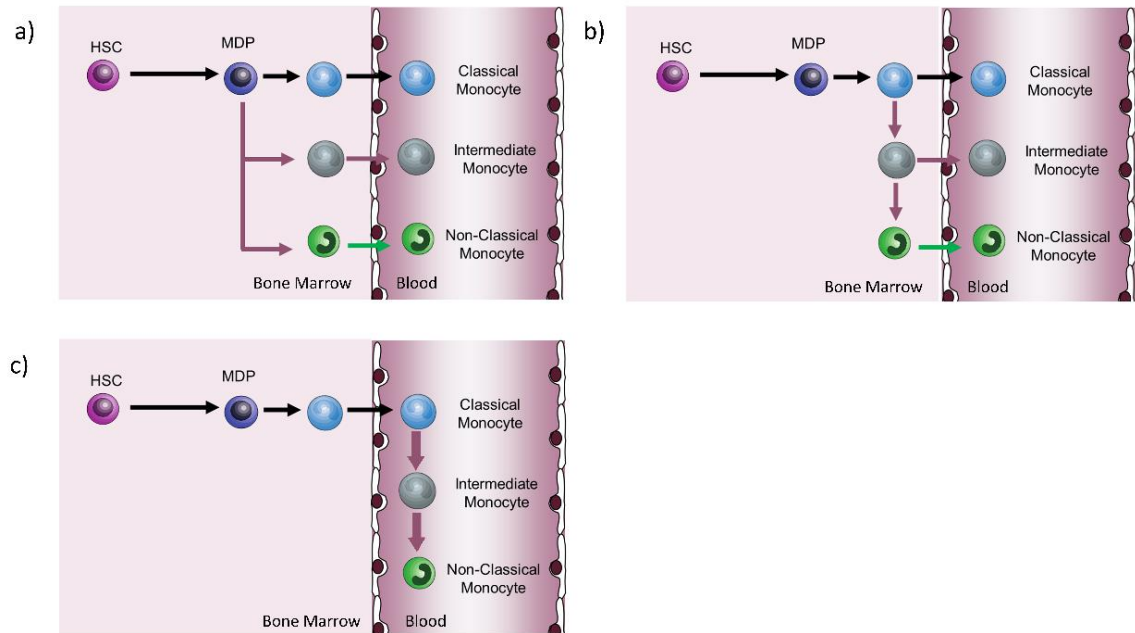 a)
HSC
MDP
Classical
Monocyte
Intermediate
Monocyte
Non-Classical
Monocyte
Bone Marrow
Blood
b)
HSC
MDP
Classical
Monocyte
Intermediate
Monocyte
Non-Classical
Monocyte
Bone Marrow
Blood
c)
HSC
MDP
Classical
Monocyte
Intermediate
Monocyte
Non-Classical
Monocyte
Bone Marrow
Blood